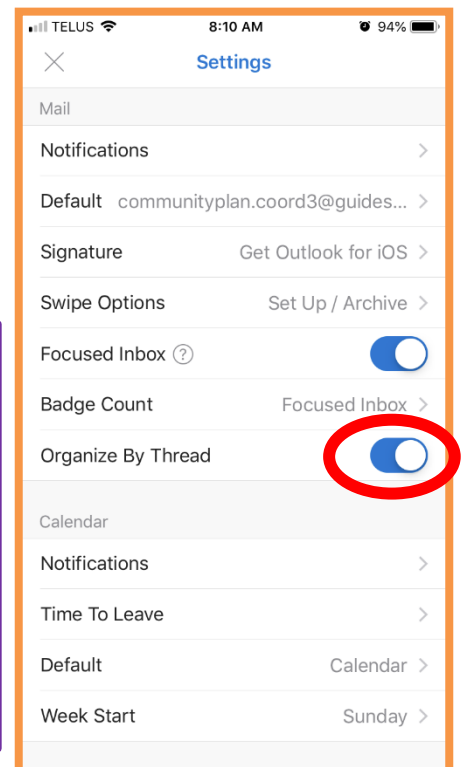 TELUS 8:10 AM 94%
Settings
Mail
Notifications
Default communityplan.coord3@guides...
Signature Get Outlook for iOS
Swipe Options Set Up / Archive
Focused Inbox ?
Badge Count Focused Inbox
Organize By Thread
Calendar
Notifications
Time To Leave
Default Calendar
Week Start Sunday